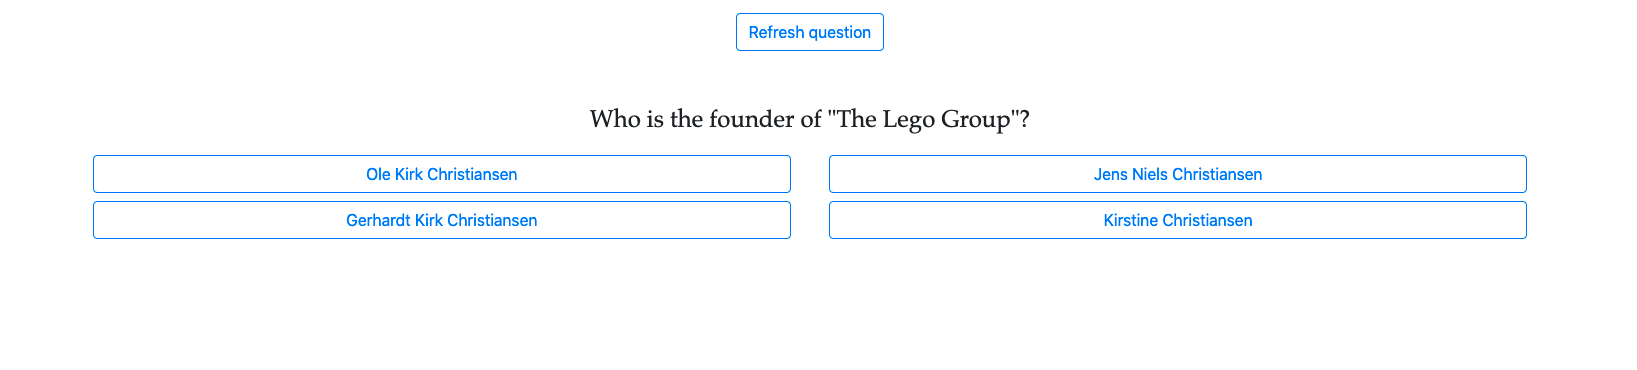 Refresh question
Who is the founder of "The Lego Group"?
Ole Kirk Christiansen
Jens Niels Christiansen
Gerhardt Kirk Christiansen
Kirstine Christiansen